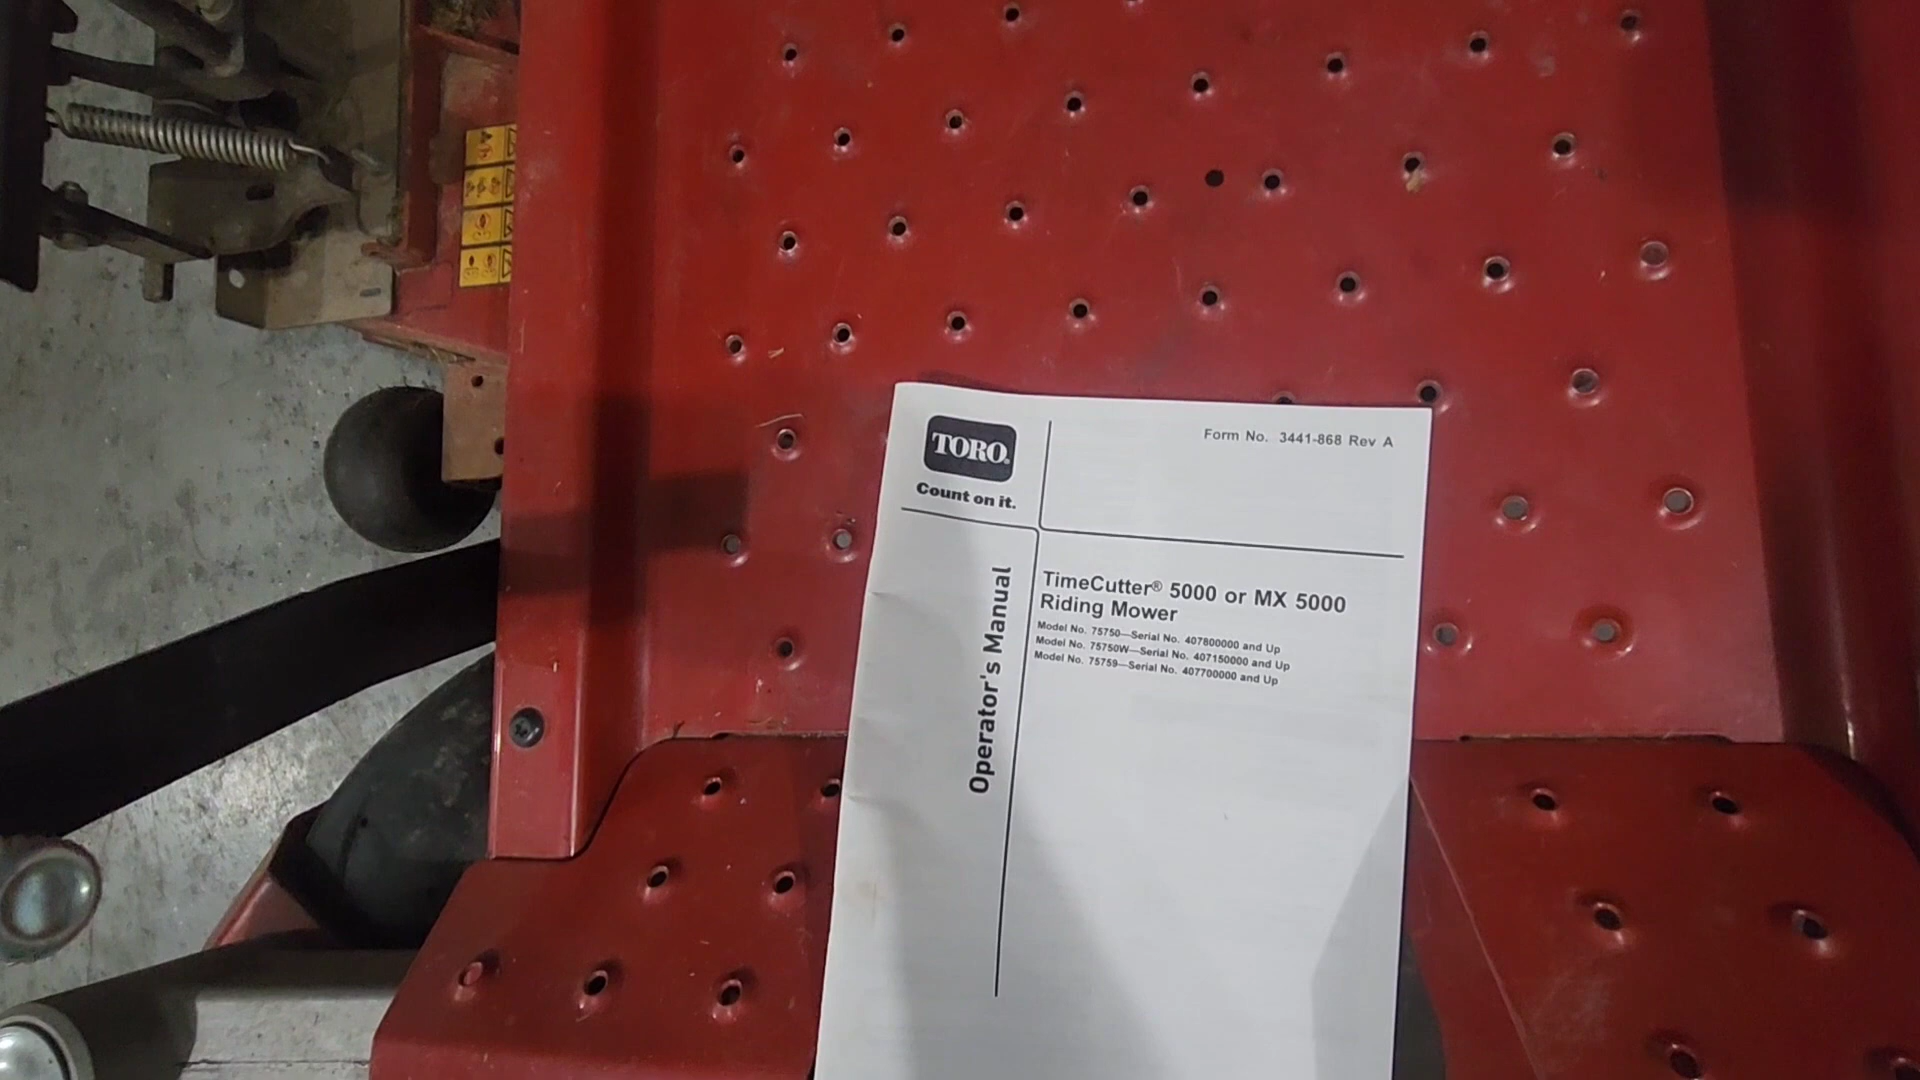 TORO
Count on it.
Form No. 3441-868 Rev A
Operator's Manual
TimeCutter® 5000 or MX 5000
Riding Mower
Model No. 75750—Serial No. 407800000 and Up
Model No. 75750W—Serial No. 407150000 and Up
Model No. 75759—Serial No. 407700000 and Up